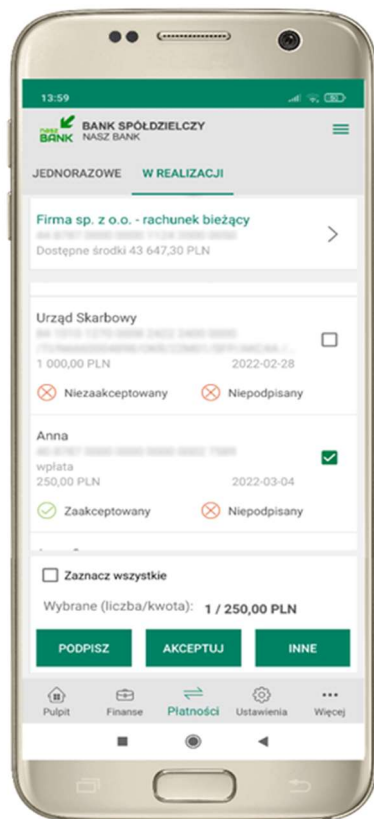 13:59
nasz BANK
BANK SPÓŁDZIELCZY
NASZ BANK
JEDNORAZOWE W REALIZACJI
Firma sp. z o.o. - rachunek bieżący
Dostępne środki 43 647,30 PLN
Urząd Skarbowy
1 000,00 PLN 2022-02-28
Niezaakceptowany Niepodpisany
Anna
wpłata
250,00 PLN 2022-03-04
Zaakceptowany Niepodpisany
Zaznacz wszystkie
Wybrane (liczba/kwota): 1 / 250,00 PLN
PODPISZ AKCEPTUJ INNE
Pulpit Finanse Płatności Ustawienia Więcej